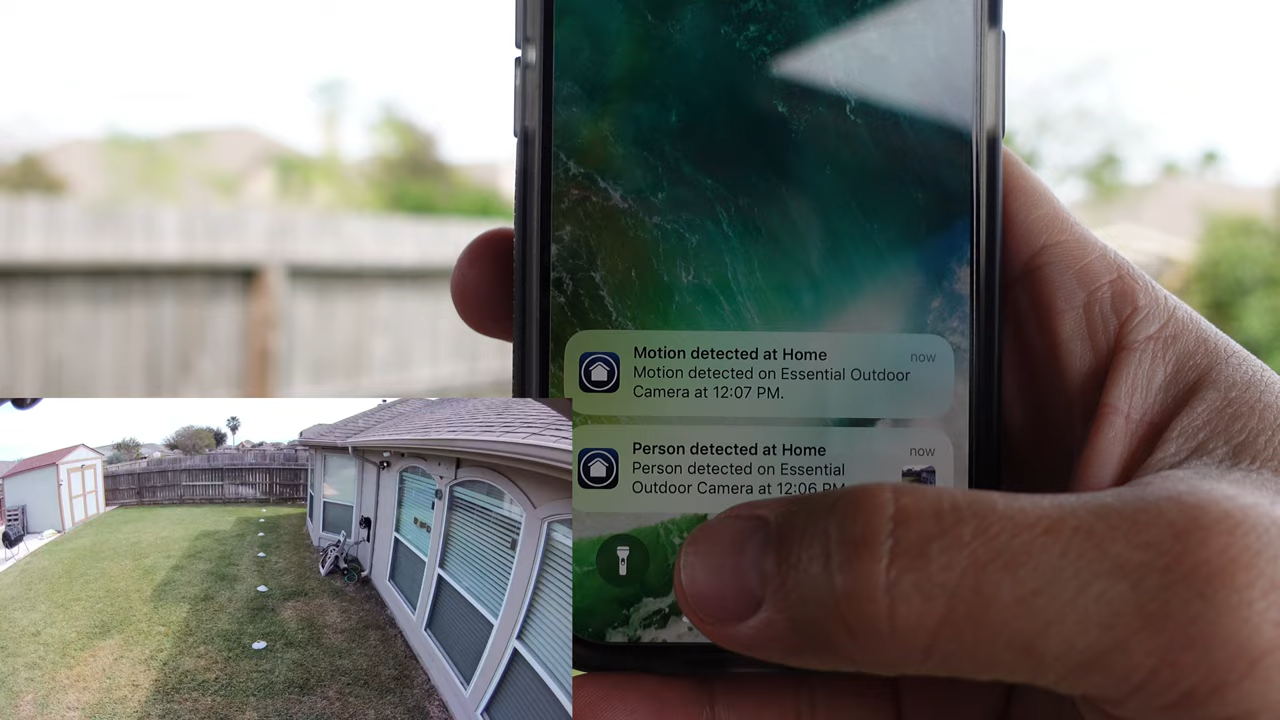 Motion detected at Home
now
Motion detected on Essential Outdoor
Camera at 12:07 PM.
Person detected at Home
now
Person detected on Essential
Outdoor Camera at 12:06 PM